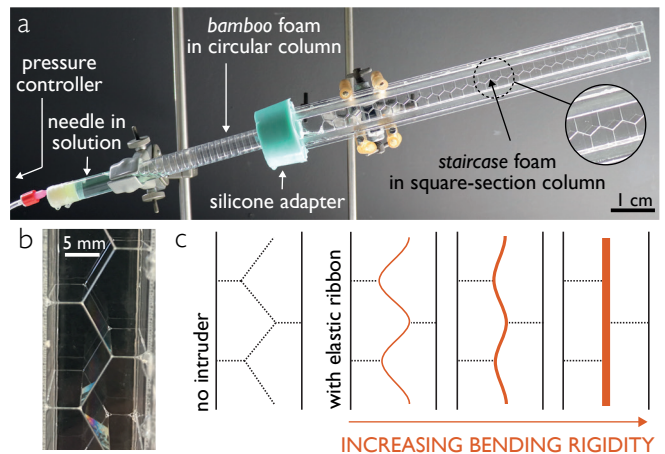 a
bamboo foam
in circular column
pressure
controller
needle in
solution
silicone adapter
staircase foam
in square-section column
1 cm
b
5 mm
c
no intruder
with elastic ribbon
INCREASING BENDING RIGIDITY